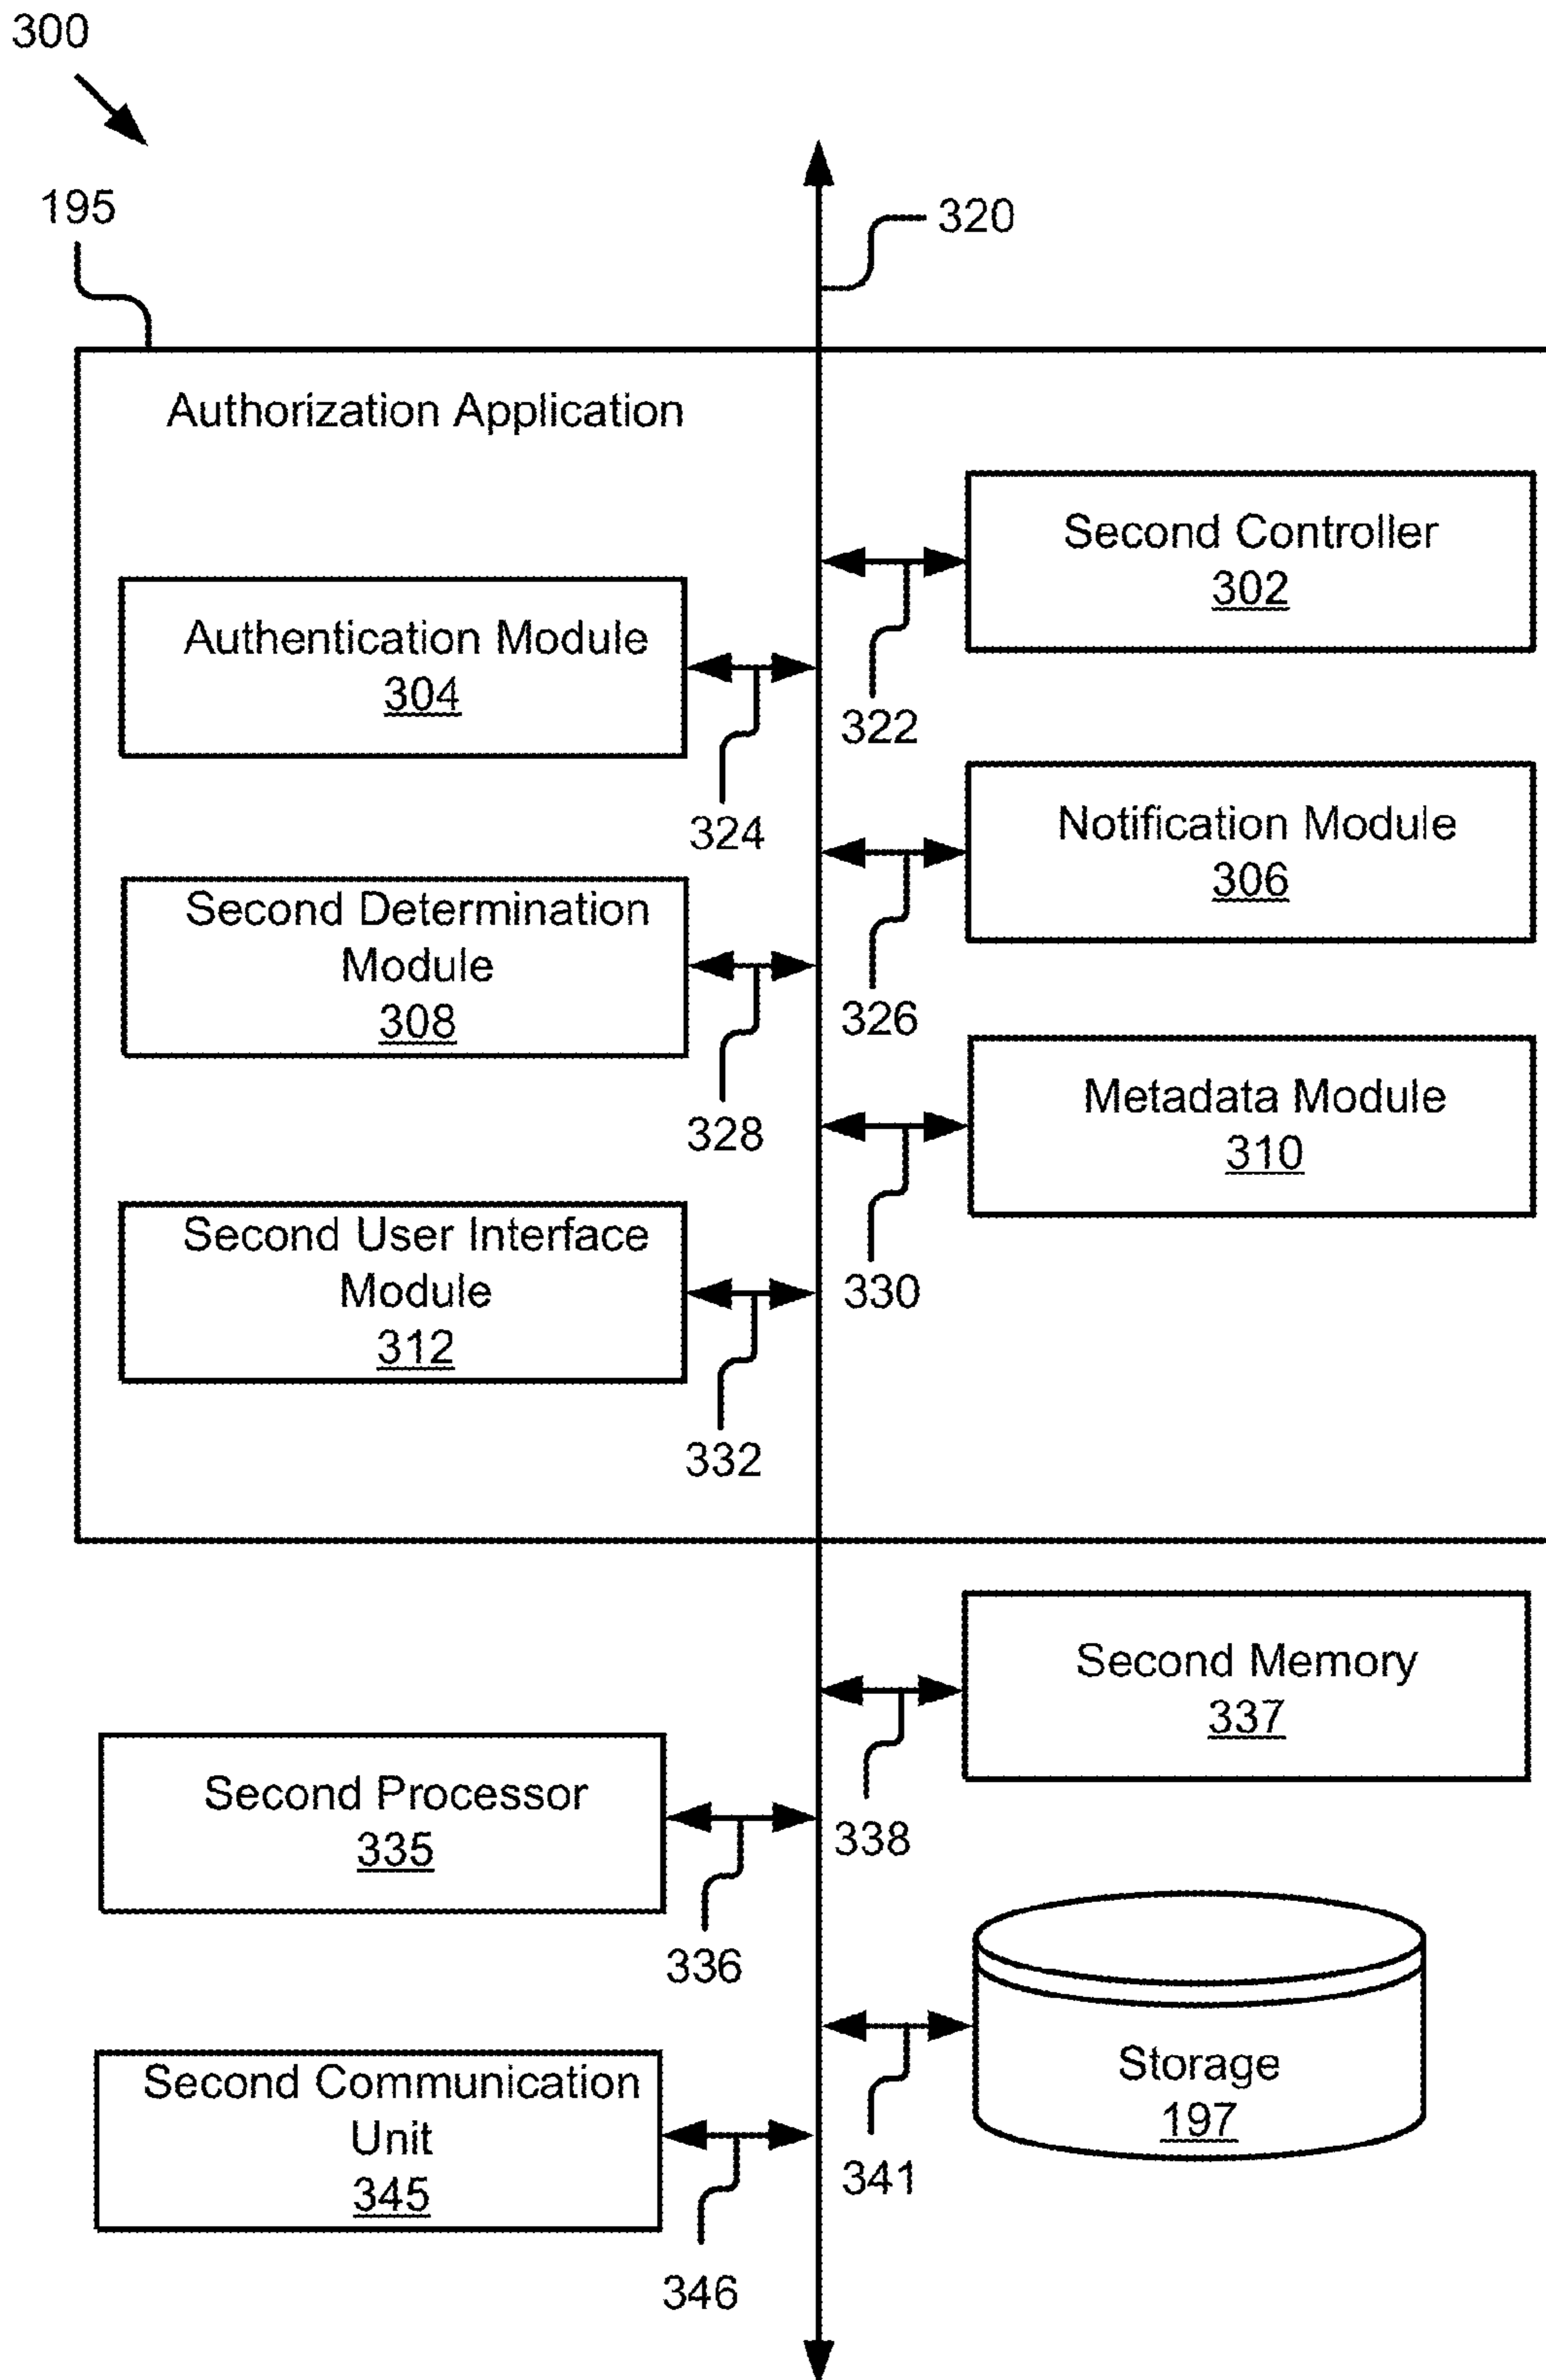 300
195
320
Authorization Application
Second Controller
302
Authentication Module
304
322
324
Notification Module
306
Second Determination
Module
308
326
328
Metadata Module
310
Second User Interface
Module
312
330
332
Second Memory
337
Second Processor
335
338
336
Storage
197
Second Communication
Unit
345
341
346